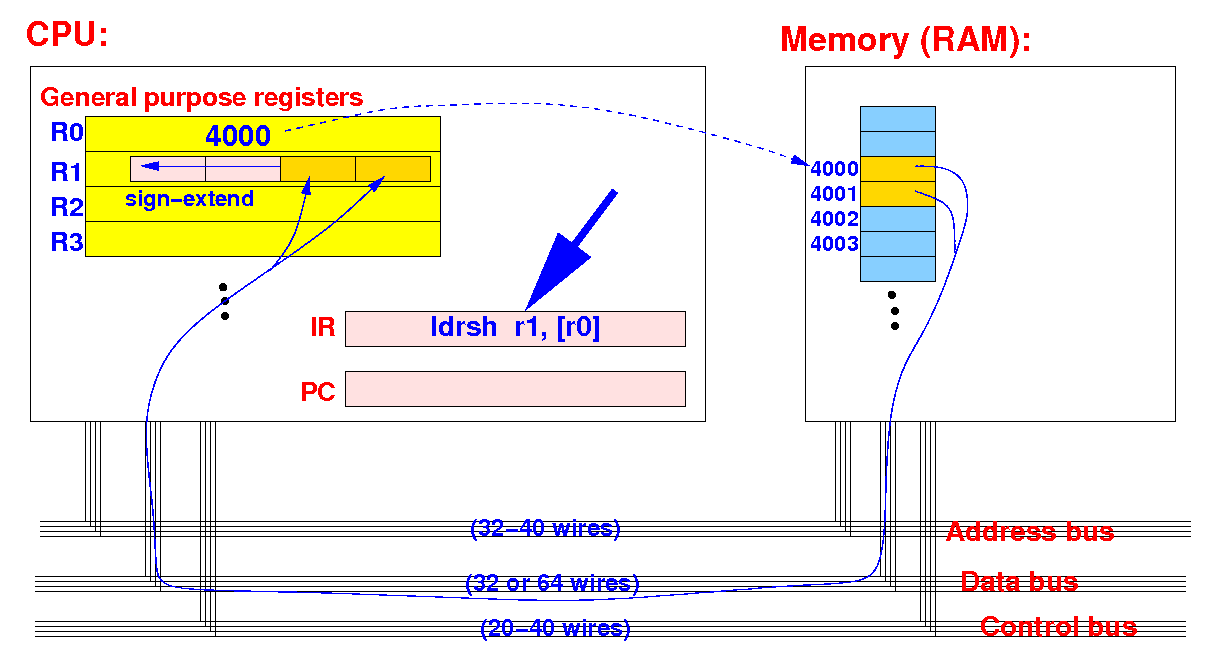 CPU:
Memory (RAM):
General purpose registers
R0 4000
R1
sign-extend
R2
R3
4000
4001
4002
4003
IR ldrsh r1, [r0]
PC
(32-40 wires) Address bus
(32 or 64 wires) Data bus
(20-40 wires) Control bus